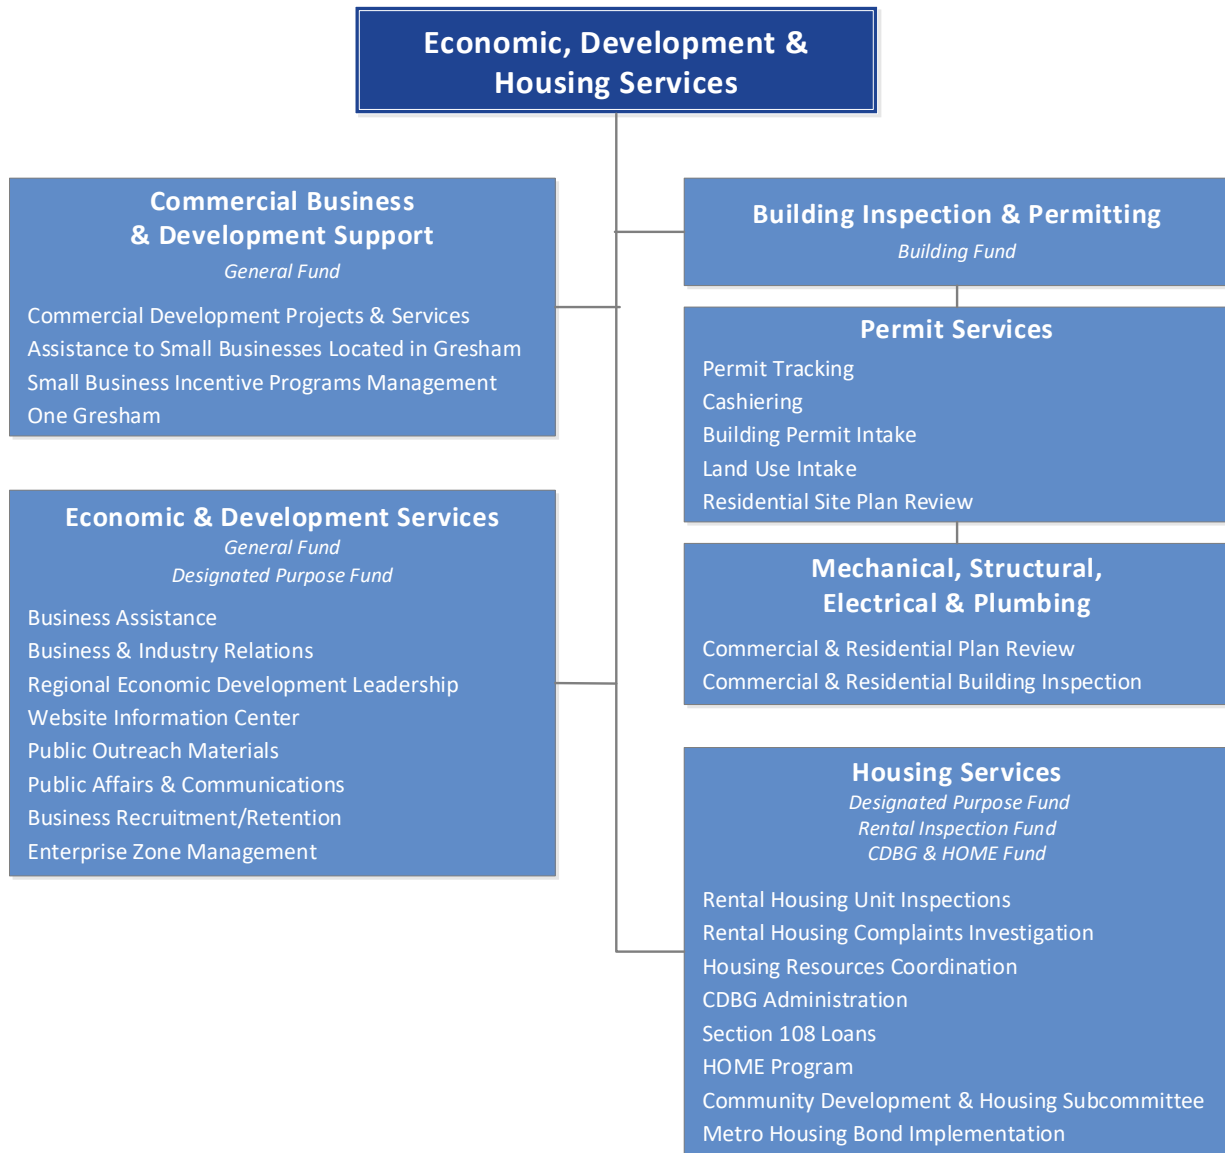 Economic, Development &
Housing Services
Commercial Business
& Development Support
General Fund
Commercial Development Projects & Services
Assistance to Small Businesses Located in Gresham
Small Business Incentive Programs Management
One Gresham
Economic & Development Services
General Fund
Designated Purpose Fund
Business Assistance
Business & Industry Relations
Regional Economic Development Leadership
Website Information Center
Public Outreach Materials
Public Affairs & Communications
Business Recruitment/Retention
Enterprise Zone Management
Building Inspection & Permitting
Building Fund
Permit Services
Permit Tracking
Cashiering
Building Permit Intake
Land Use Intake
Residential Site Plan Review
Mechanical, Structural,
Electrical & Plumbing
Commercial & Residential Plan Review
Commercial & Residential Building Inspection
Housing Services
Designated Purpose Fund
Rental Inspection Fund
CDBG & HOME Fund
Rental Housing Unit Inspections
Rental Housing Complaints Investigation
Housing Resources Coordination
CDBG Administration
Section 108 Loans
HOME Program
Community Development & Housing Subcommittee
Metro Housing Bond Implementation